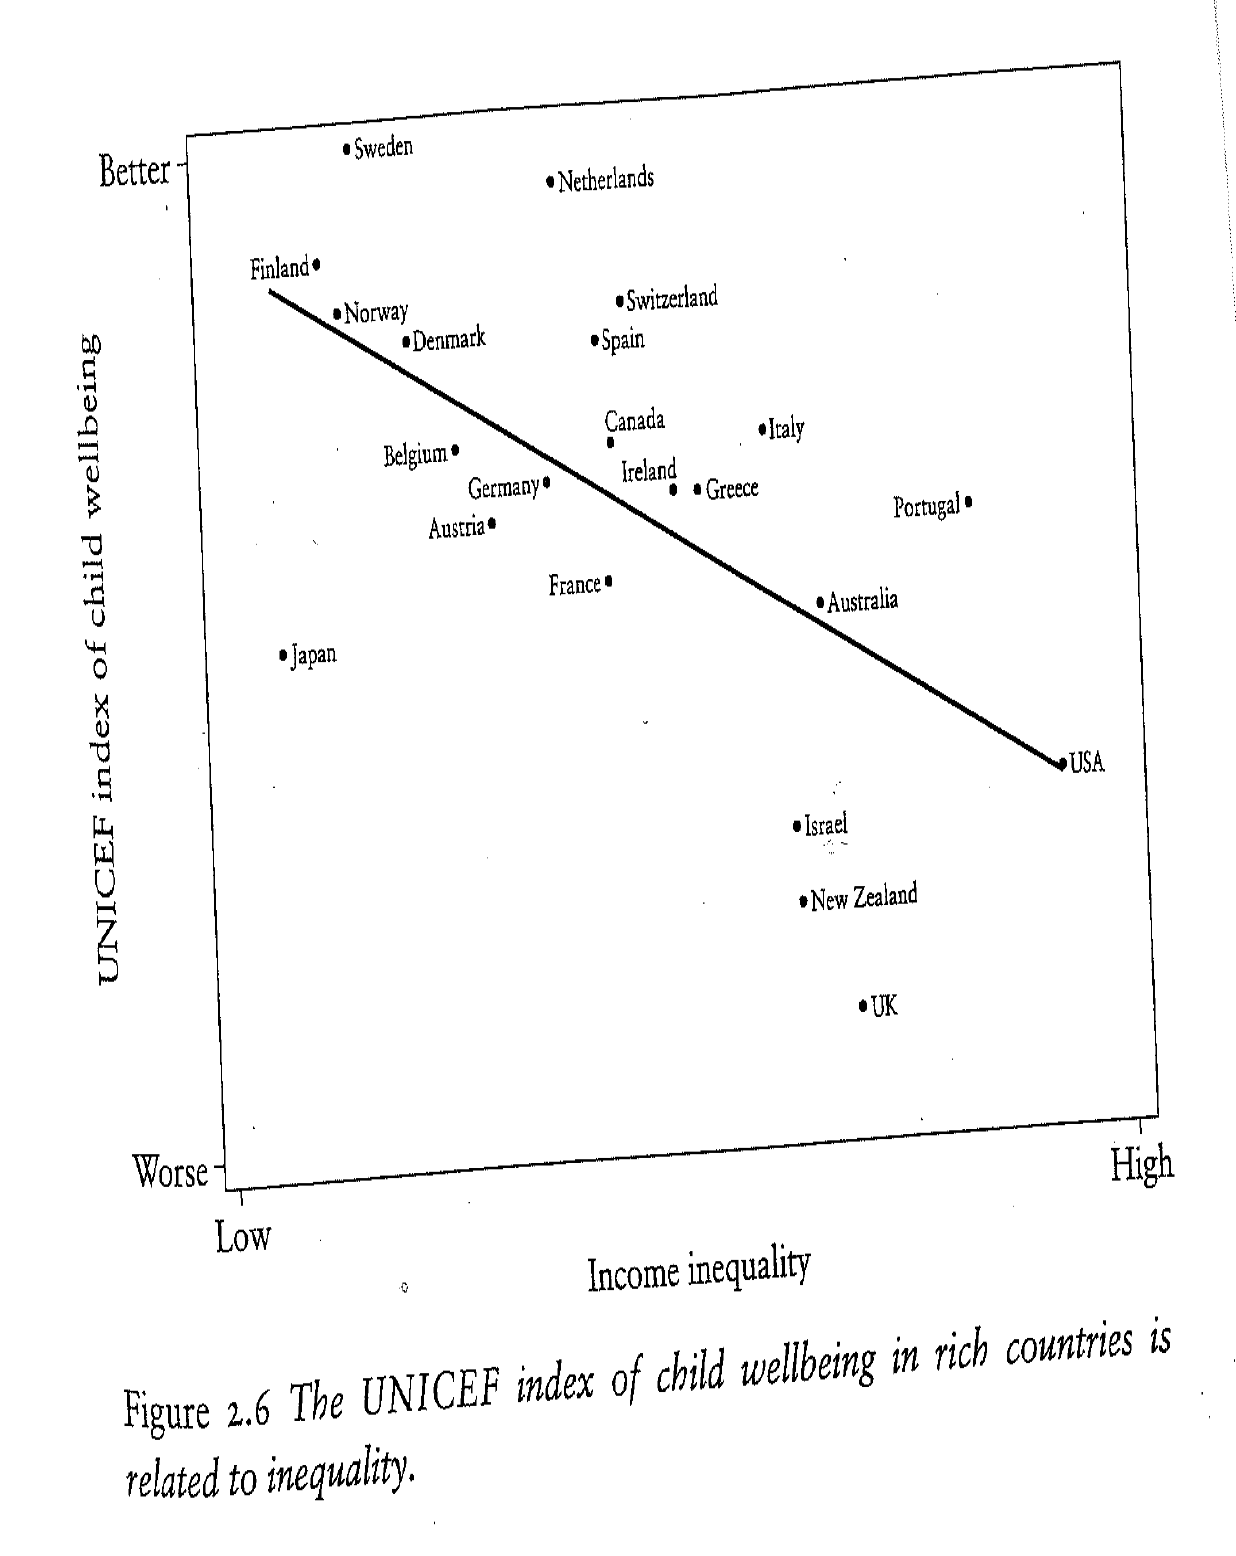 Better
Sweden
Netherlands
Finland
Norway
Switzerland
Denmark
Spain
Canada
Italy
Belgium
Ireland
Germany
Greece
Portugal
Austria
France
Australia
Japan
USA
Israel
New Zealand
UK
UNICEF index of child wellbeing
Worse
Low
High
Income inequality
Figure 2.6 The UNICEF index of child wellbeing in rich countries is
related to inequality.